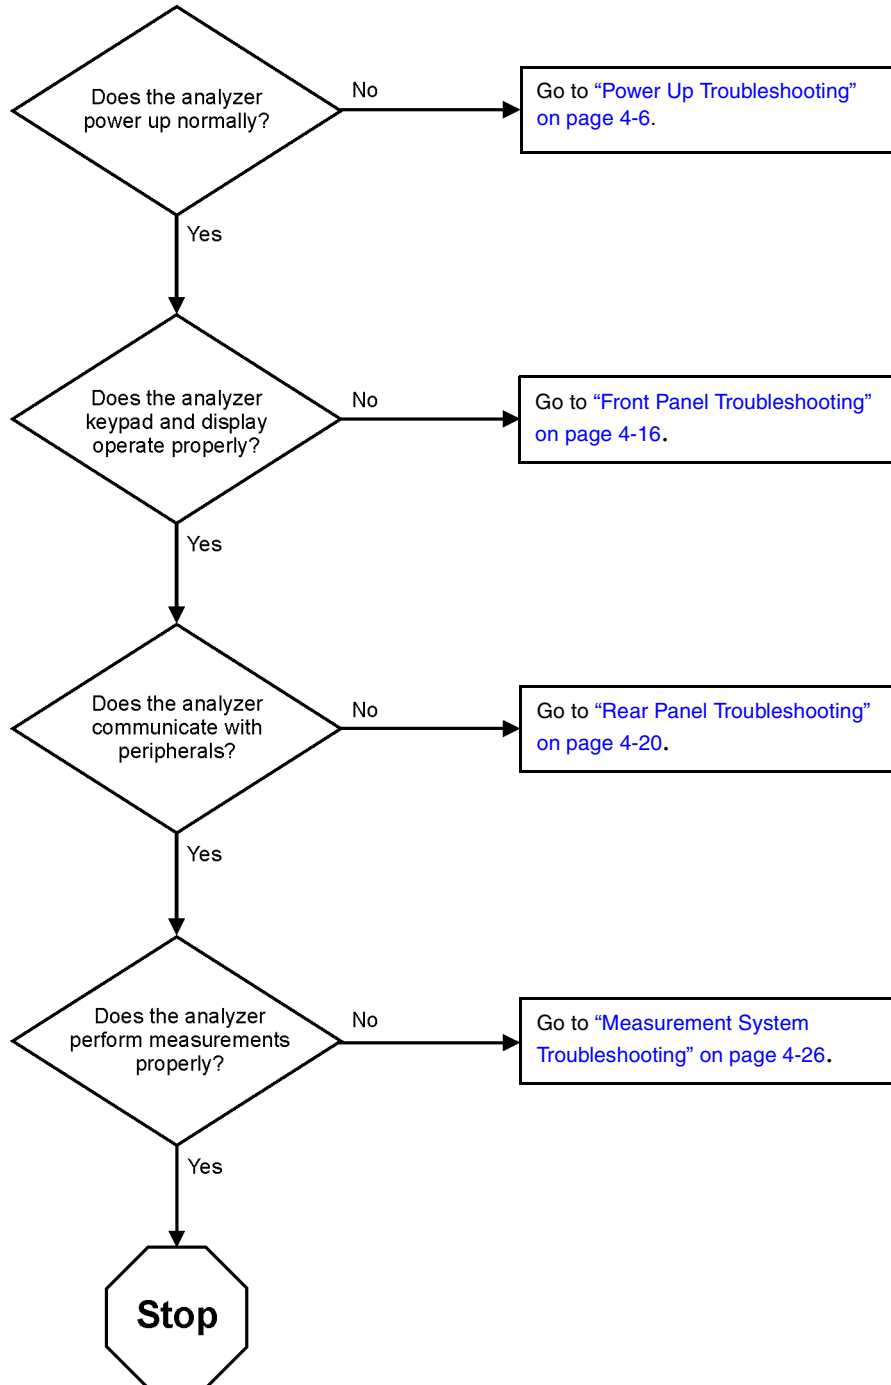 Does the analyzer
power up normally?
No
Go to “Power Up Troubleshooting”
on page 4-6.
Yes
Does the analyzer
keypad and display
operate properly?
No
Go to “Front Panel Troubleshooting”
on page 4-16.
Yes
Does the analyzer
communicate with
peripherals?
No
Go to “Rear Panel Troubleshooting”
on page 4-20.
Yes
Does the analyzer
perform measurements
properly?
No
Go to “Measurement System
Troubleshooting” on page 4-26.
Yes
Stop